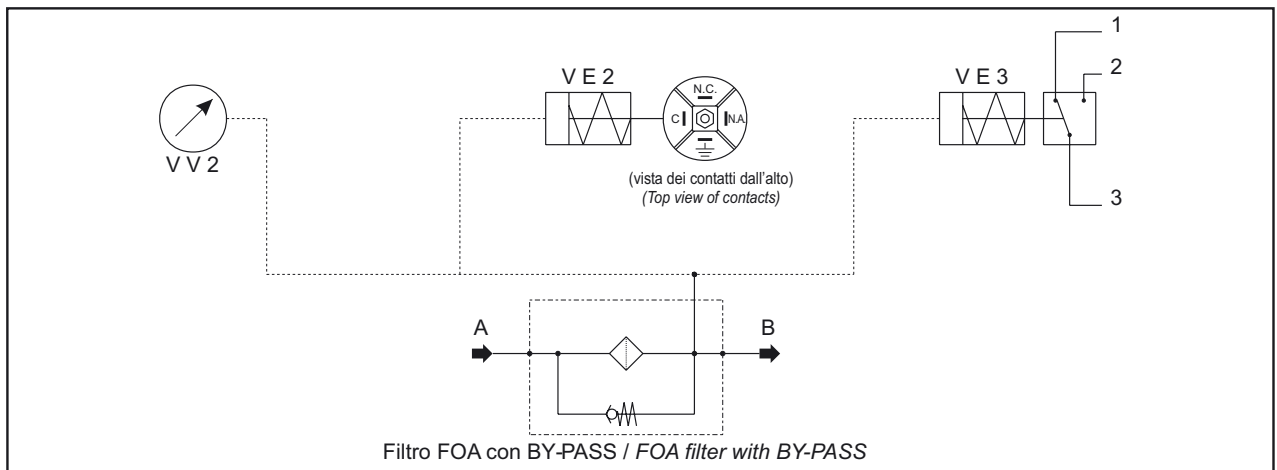 1
2
V E 2
V E 3
N.C.
C
N.A.
V V 2
(vista dei contatti dall'alto)
(Top view of contacts)
3
A
B
Filtro FOA con BY-PASS / FOA filter with BY-PASS